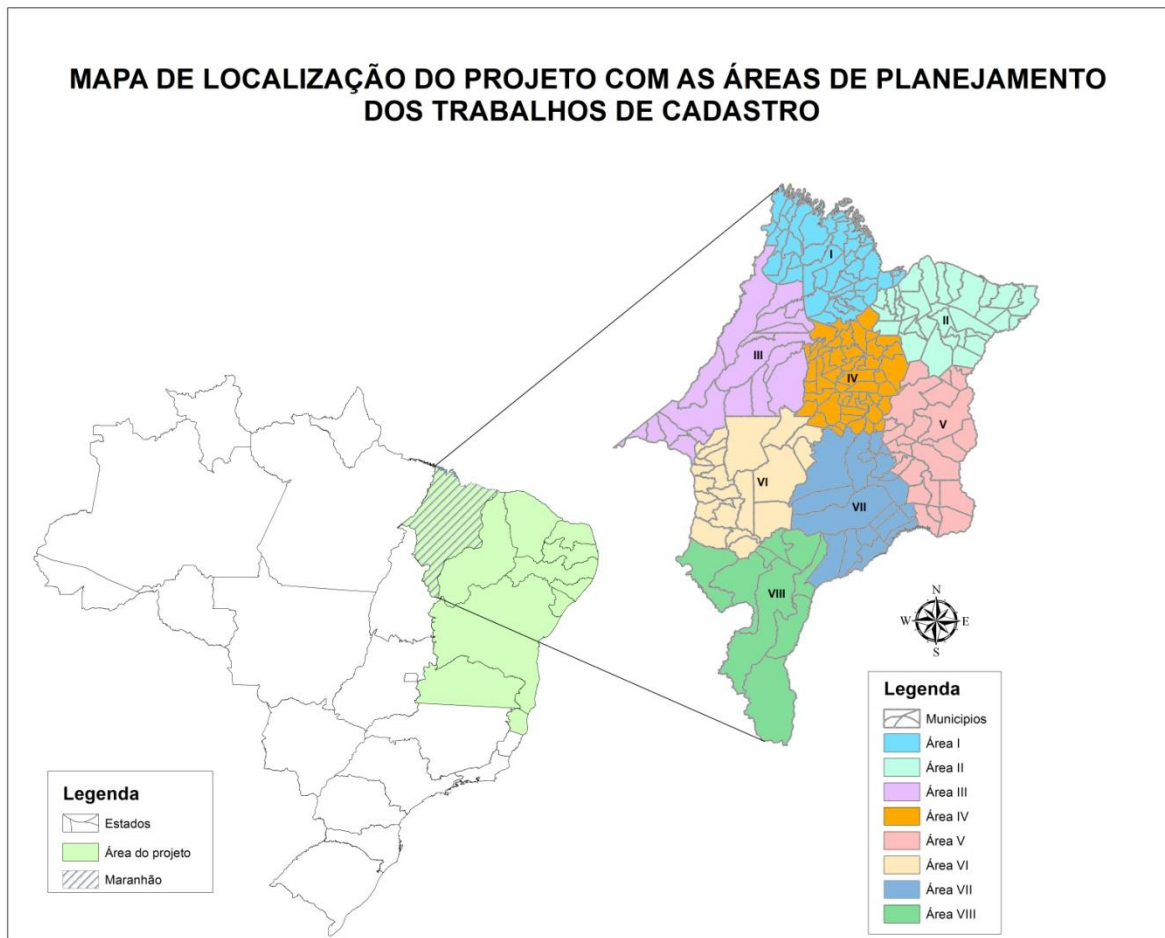 MAPA DE LOCALIZAÇÃO DO PROJETO COM AS ÁREAS DE PLANEJAMENTO
DOS TRABALHOS DE CADASTRO
I
II
III
IV
V
VI
VII
VIII
N
W E
S
Legenda
Estados
Área do projeto
Maranhão
Legenda
Municipios
Área I
Área II
Área III
Área IV
Área V
Área VI
Área VII
Área VIII